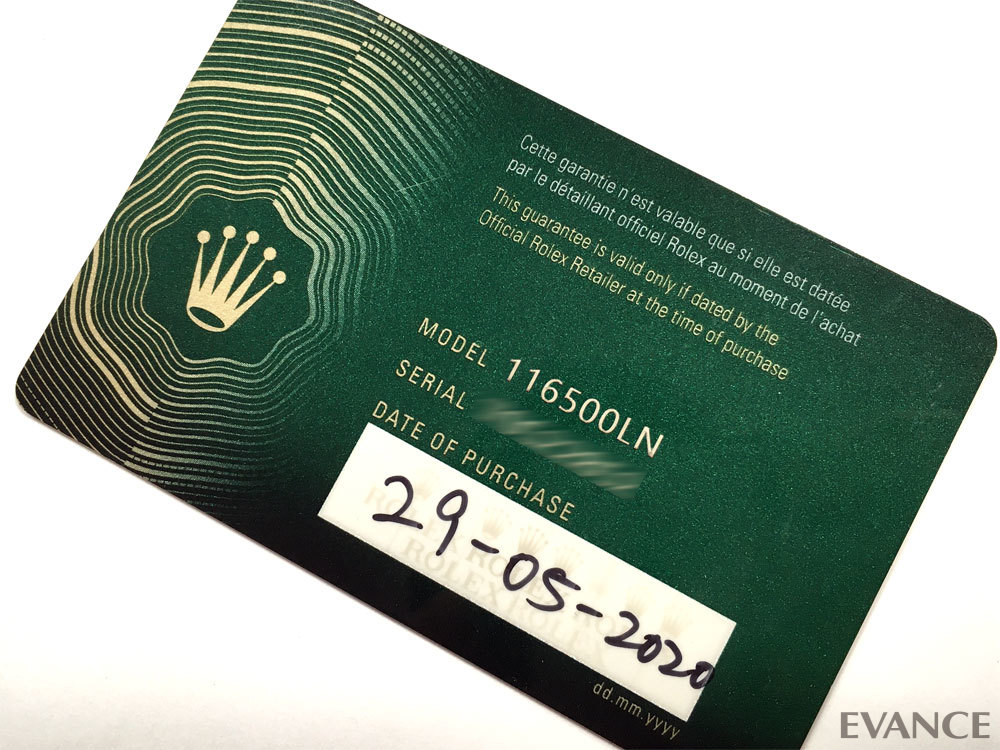 Cette garantie n'est valable que si elle est datée
par le détaillant officiel Rolex au moment de l'achat
This guarantee is valid only if dated by the
Official Rolex Retailer at the time of purchase
MODEL 116500LN
SERIAL
DATE OF PURCHASE
29-05-2020
ROLEX
dd.mm.yyyy
EVANCE